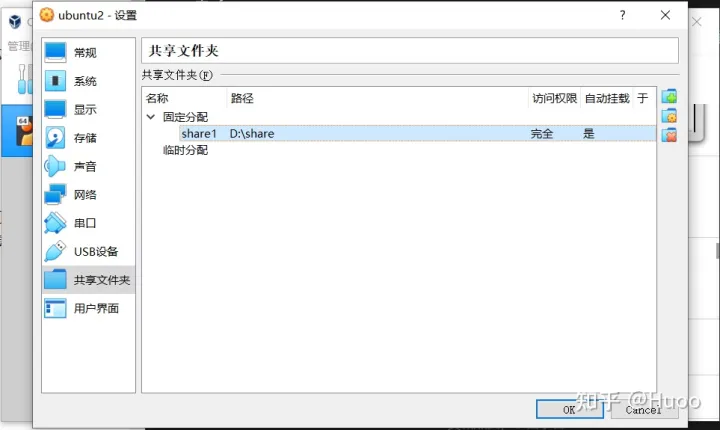 ubuntu2 - 设置
?
管理(
64
常规
系统
显示
存储
声音
网络
串口
USB设备
共享文件夹
用户界面
共享文件夹
共享文件夹(F)
名称 路径 访问权限 自动挂载 于
固定分配
share1 D:\share 完全 是
临时分配
OK
Cancel
知乎 @Huoo